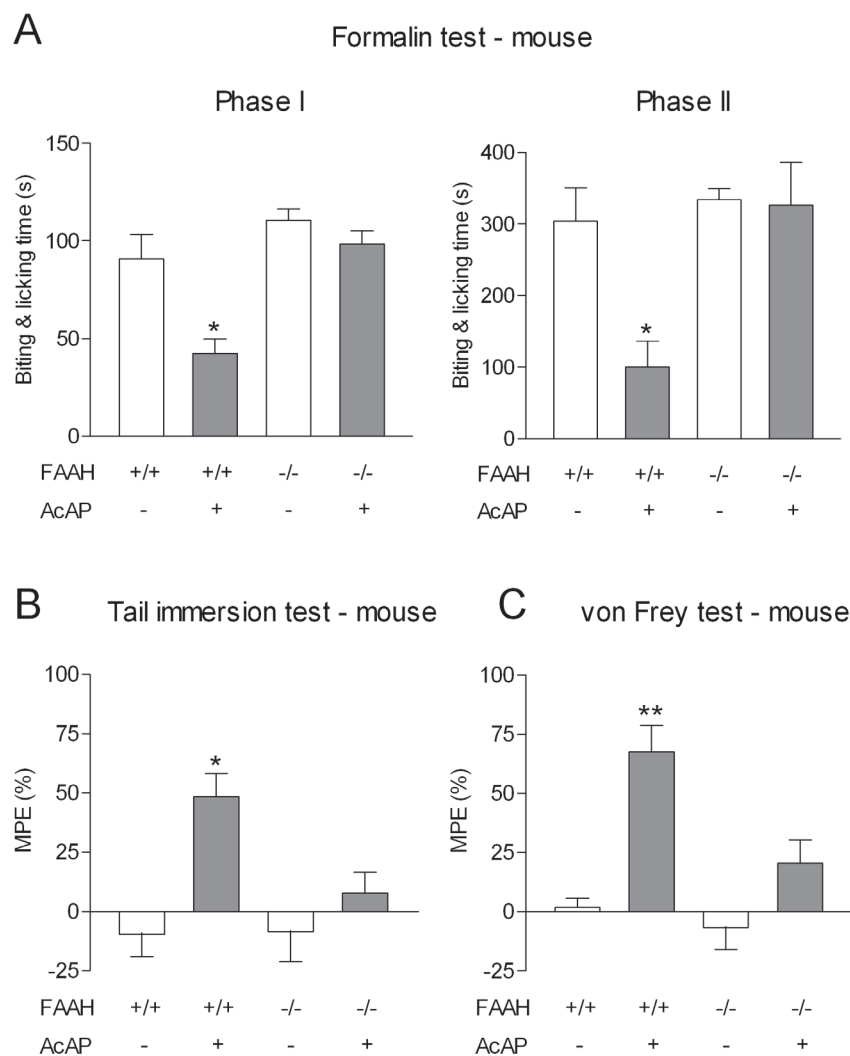 A
Formalin test - mouse
Phase I
150
100
50
0
Biting & licking time (s)
*
FAAH +/+ +/+ -/- -/-
AcAP - + - +
Phase II
400
300
200
100
0
Biting & licking time (s)
*
FAAH +/+ +/+ -/- -/-
AcAP - + - +
B
Tail immersion test - mouse
100
75
50
25
0
-25
MPE (%)
*
FAAH +/+ +/+ -/- -/-
AcAP - + - +
C
von Frey test - mouse
100
75
50
25
0
-25
MPE (%)
**
FAAH +/+ +/+ -/- -/-
AcAP - + - +